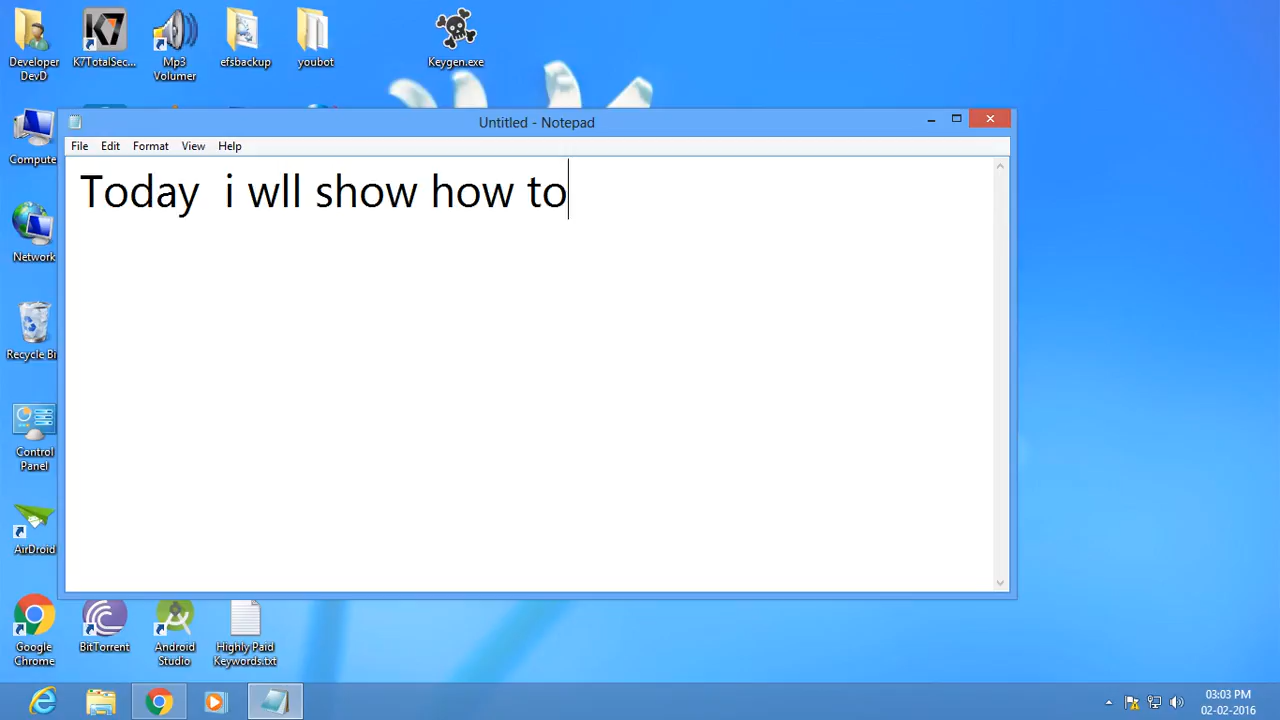 Developer DevD
K7TotalSec...
Mp3 Volumer
efsbackup
youbot
Keygen.exe
Untitled - Notepad
File Edit Format View Help
Today  i wll show how to
Compute
Network
Recycle Bi
Control Panel
AirDroid
Google Chrome
BitTorrent
Android Studio
Highly Paid Keywords.txt
03:03 PM
02-02-2016